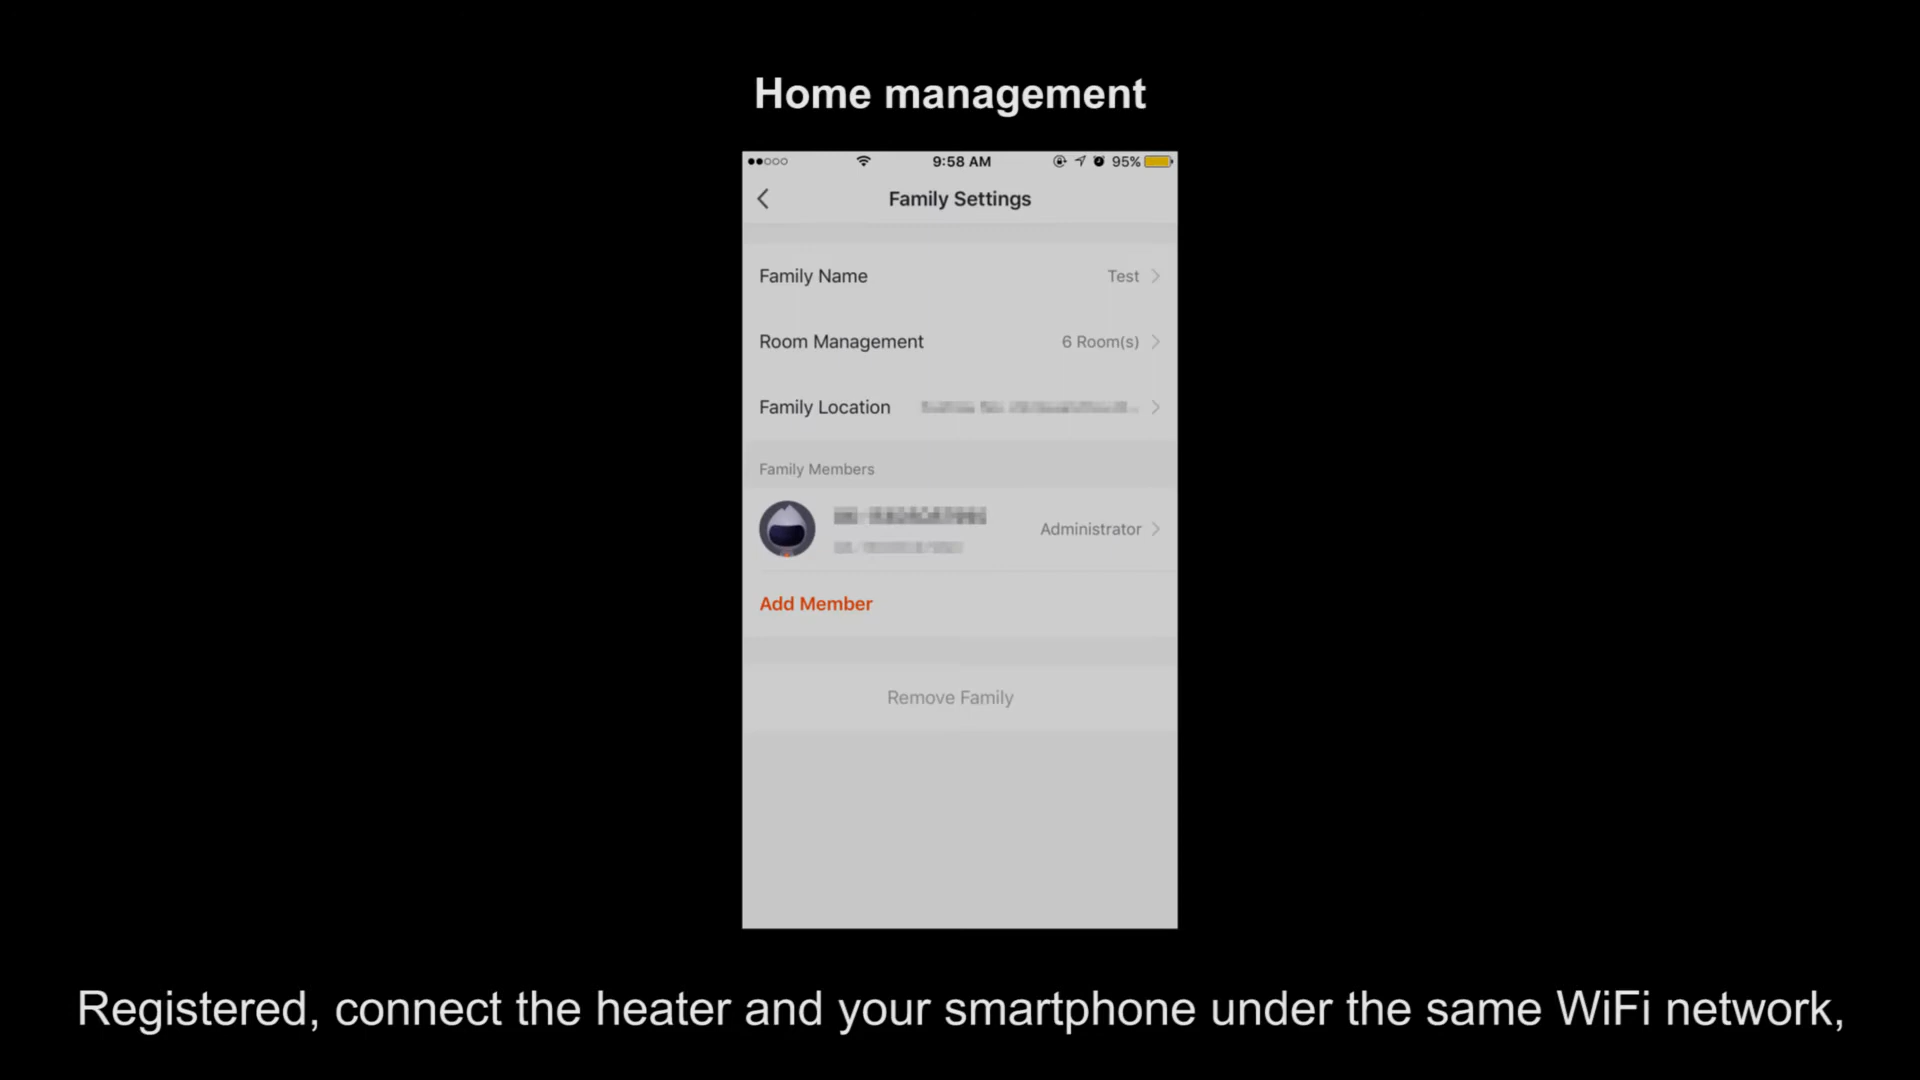 Home management
9:58 AM
95%
Family Settings
Family Name Test
Room Management 6 Room(s)
Family Location
Family Members
Administrator
Add Member
Remove Family
Registered, connect the heater and your smartphone under the same WiFi network,